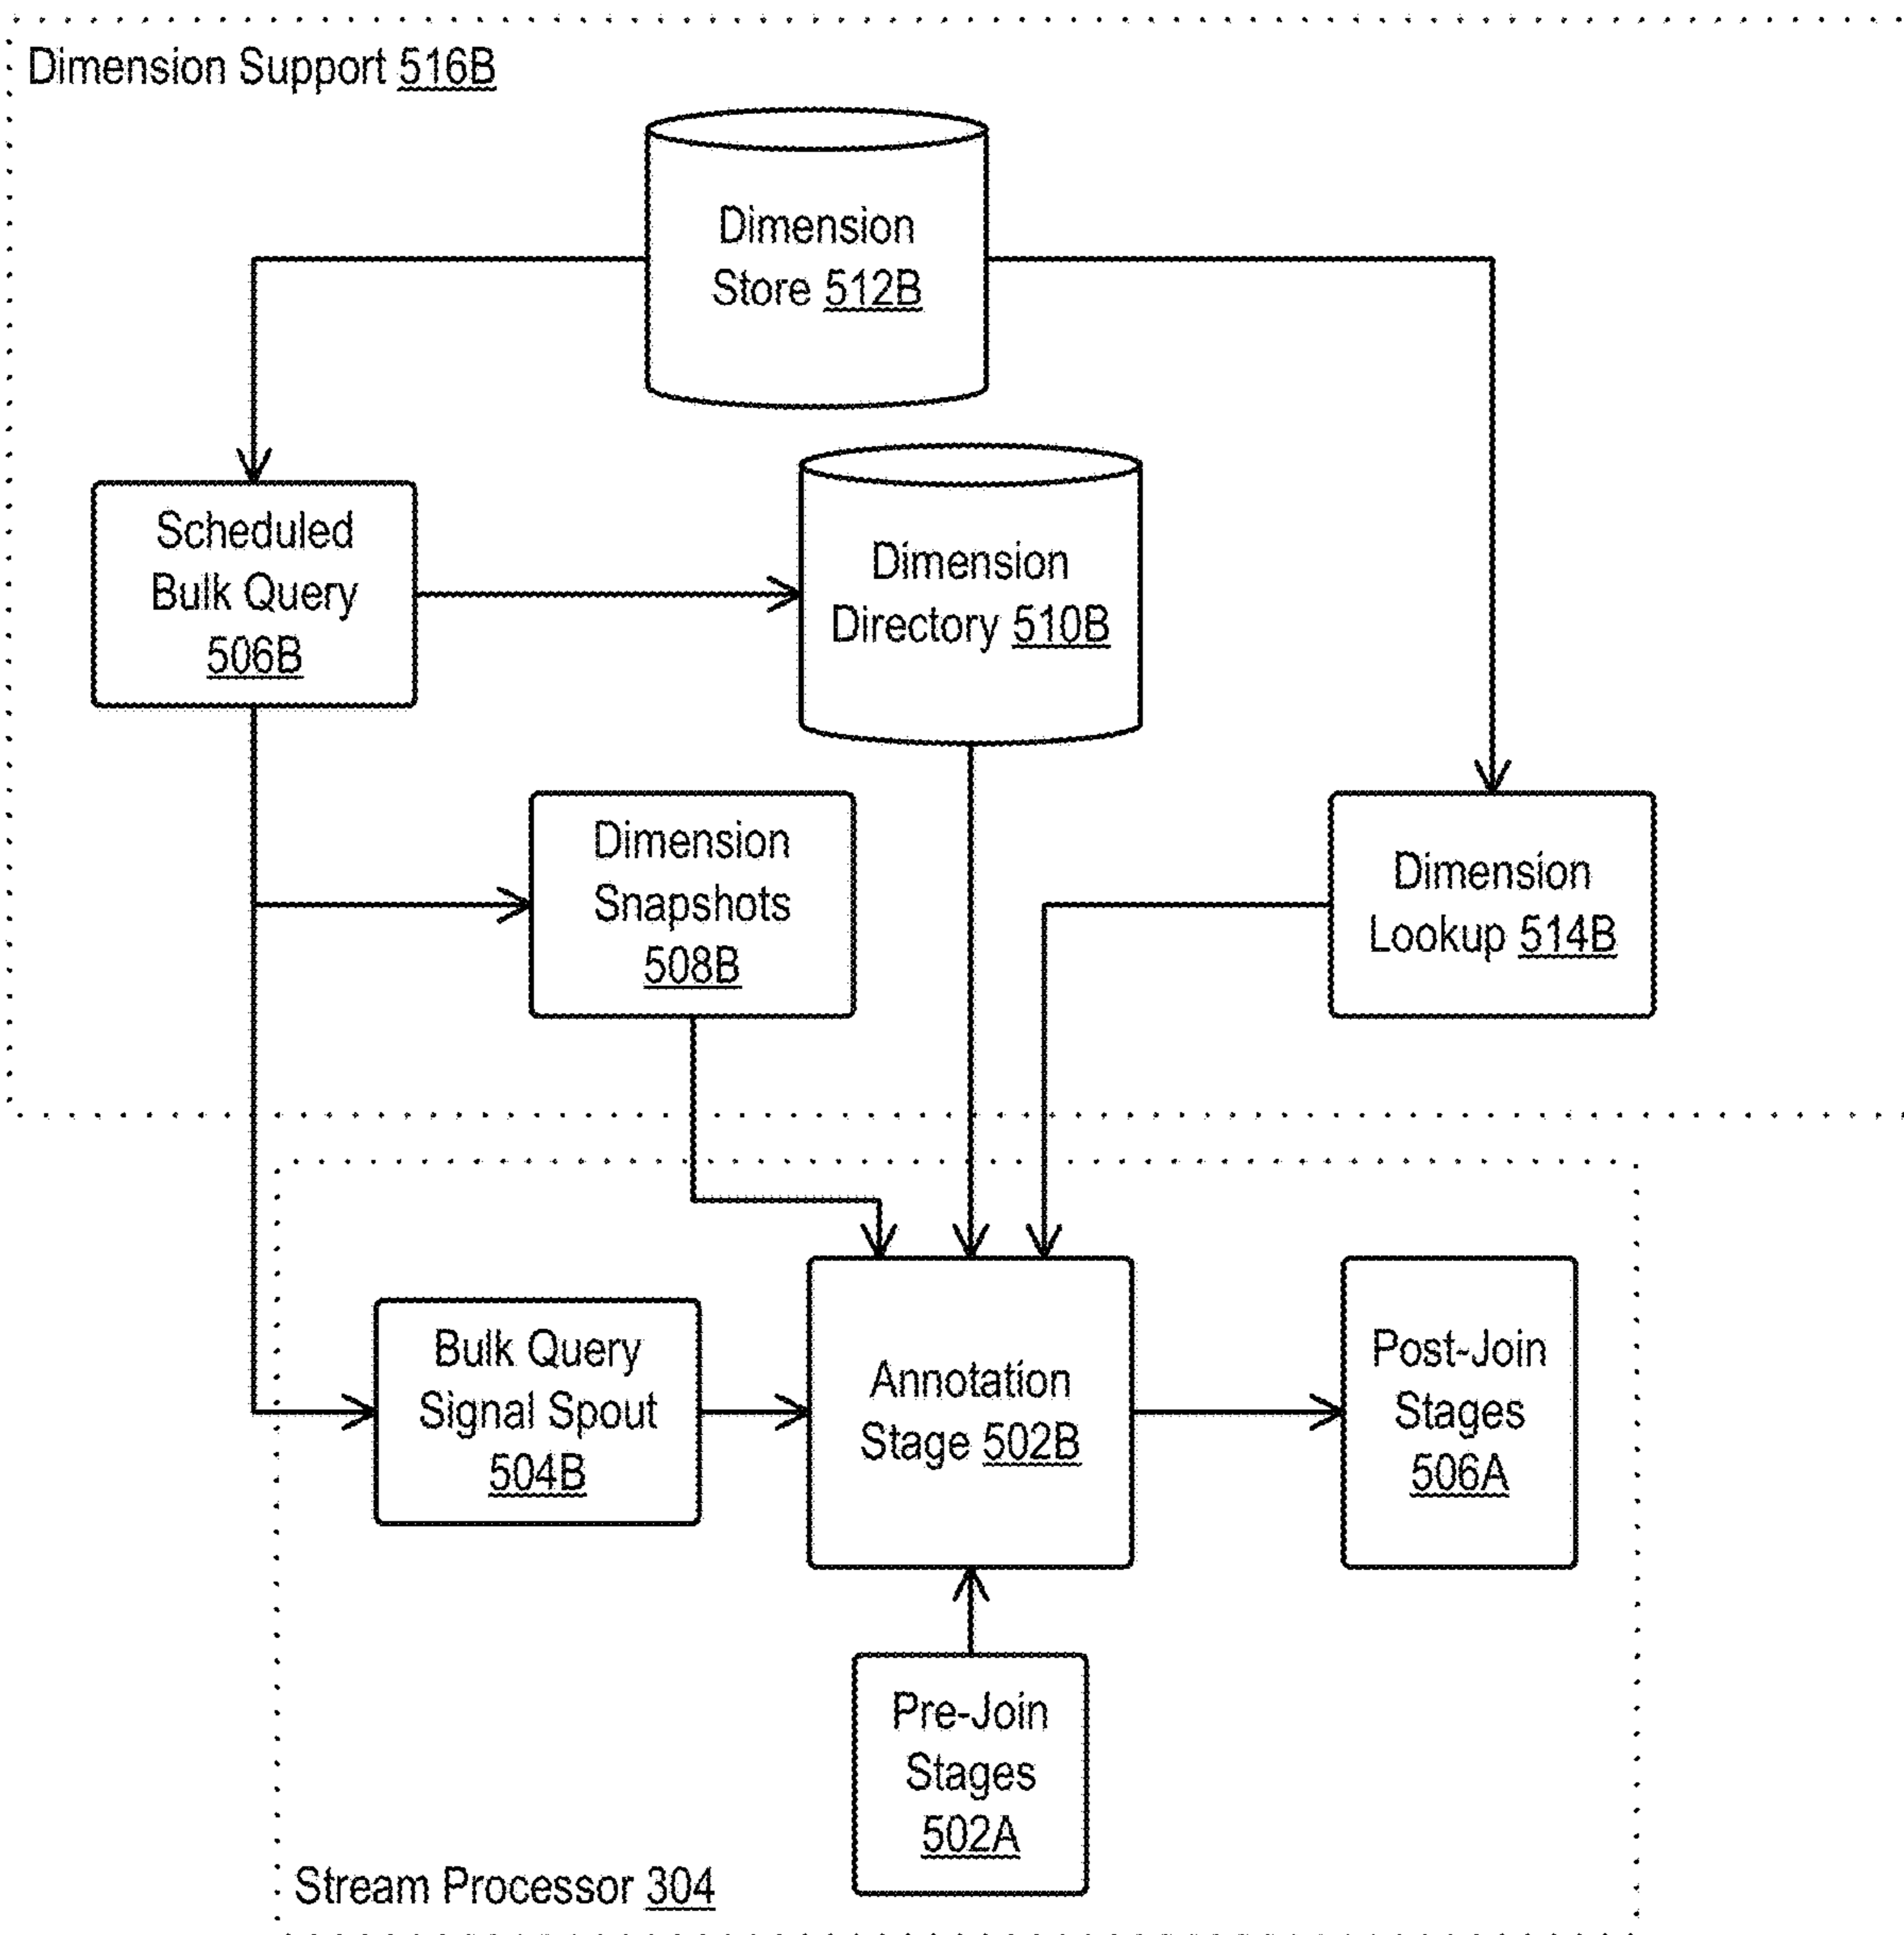 Dimension Support 516B
Dimension
Store 512B
Scheduled
Bulk Query
506B
Dimension
Directory 510B
Dimension
Snapshots
508B
Dimension
Lookup 514B
Bulk Query
Signal Spout
504B
Annotation
Stage 502B
Post-Join
Stages
506A
Pre-Join
Stages
502A
Stream Processor 304